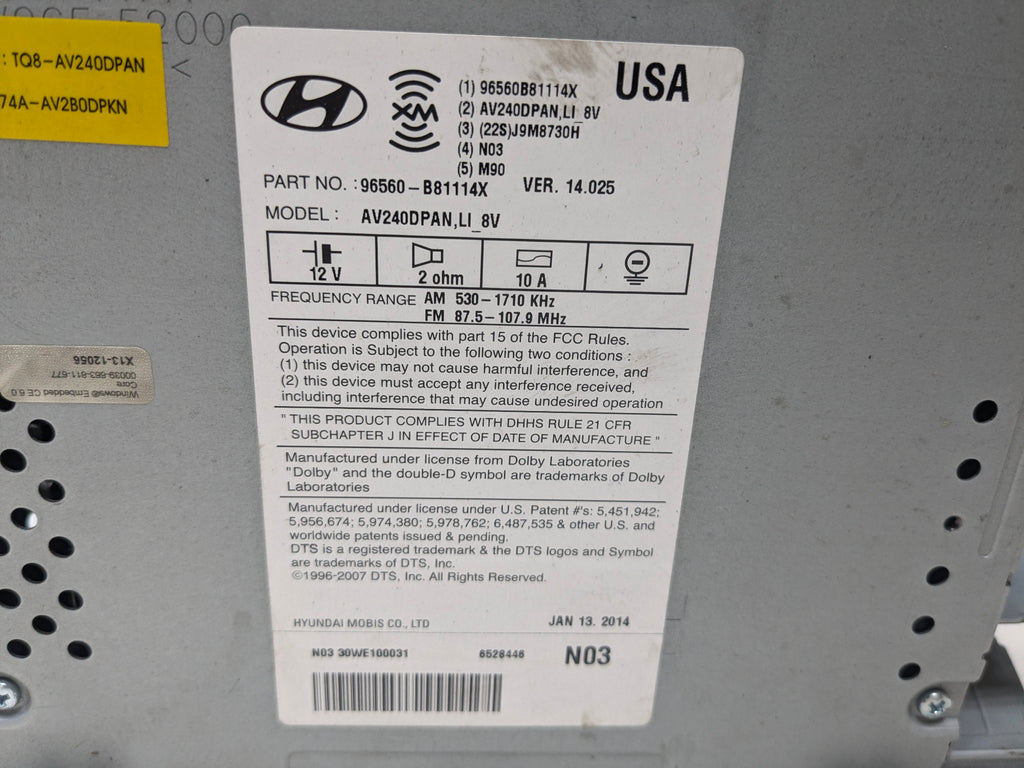 2000
: TQ8-AV240DPAN
74A-AV2B0DPKN
<
XM
USA
(1) 96560B81114X
(2) AV240DPAN,LI_8V
(3) (22S)J9M8730H
(4) N03
(5) M90
PART NO. : 96560-B81114X VER. 14.025
MODEL : AV240DPAN,LI_8V
12 V 2 ohm 10 A
FREQUENCY RANGE AM 530-1710 KHz
FM 87.5-107.9 MHz
This device complies with part 15 of the FCC Rules.
Operation is Subject to the following two conditions :
(1) this device may not cause harmful interference, and
(2) this device must accept any interference received,
including interference that may cause undesired operation
" THIS PRODUCT COMPLIES WITH DHHS RULE 21 CFR
SUBCHAPTER J IN EFFECT OF DATE OF MANUFACTURE "
Manufactured under license from Dolby Laboratories
"Dolby" and the double-D symbol are trademarks of Dolby
Laboratories
Manufactured under license under U.S. Patent #'s: 5,451,942;
5,956,674; 5,974,380; 5,978,762; 6,487,535 & other U.S. and
worldwide patents issued & pending.
DTS is a registered trademark & the DTS logos and Symbol
are trademarks of DTS, Inc.
©1996-2007 DTS, Inc. All Rights Reserved.
HYUNDAI MOBIS CO., LTD JAN 13. 2014
N03 30WE100031 6528446 N03
Windows® Embedded CE 6.0
Core
00039-663-811-677
X13-12056